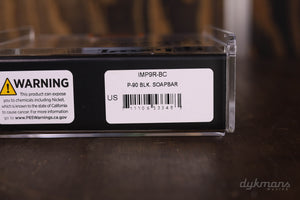 WARNING
This product can expose
you to chemicals including Nickel,
which is known to the state of California
to cause cancer. For more information
go to www.P65Warnings.ca.gov
IMP9R-BC
P-90 BLK. SOAPBAR
US
dykmans